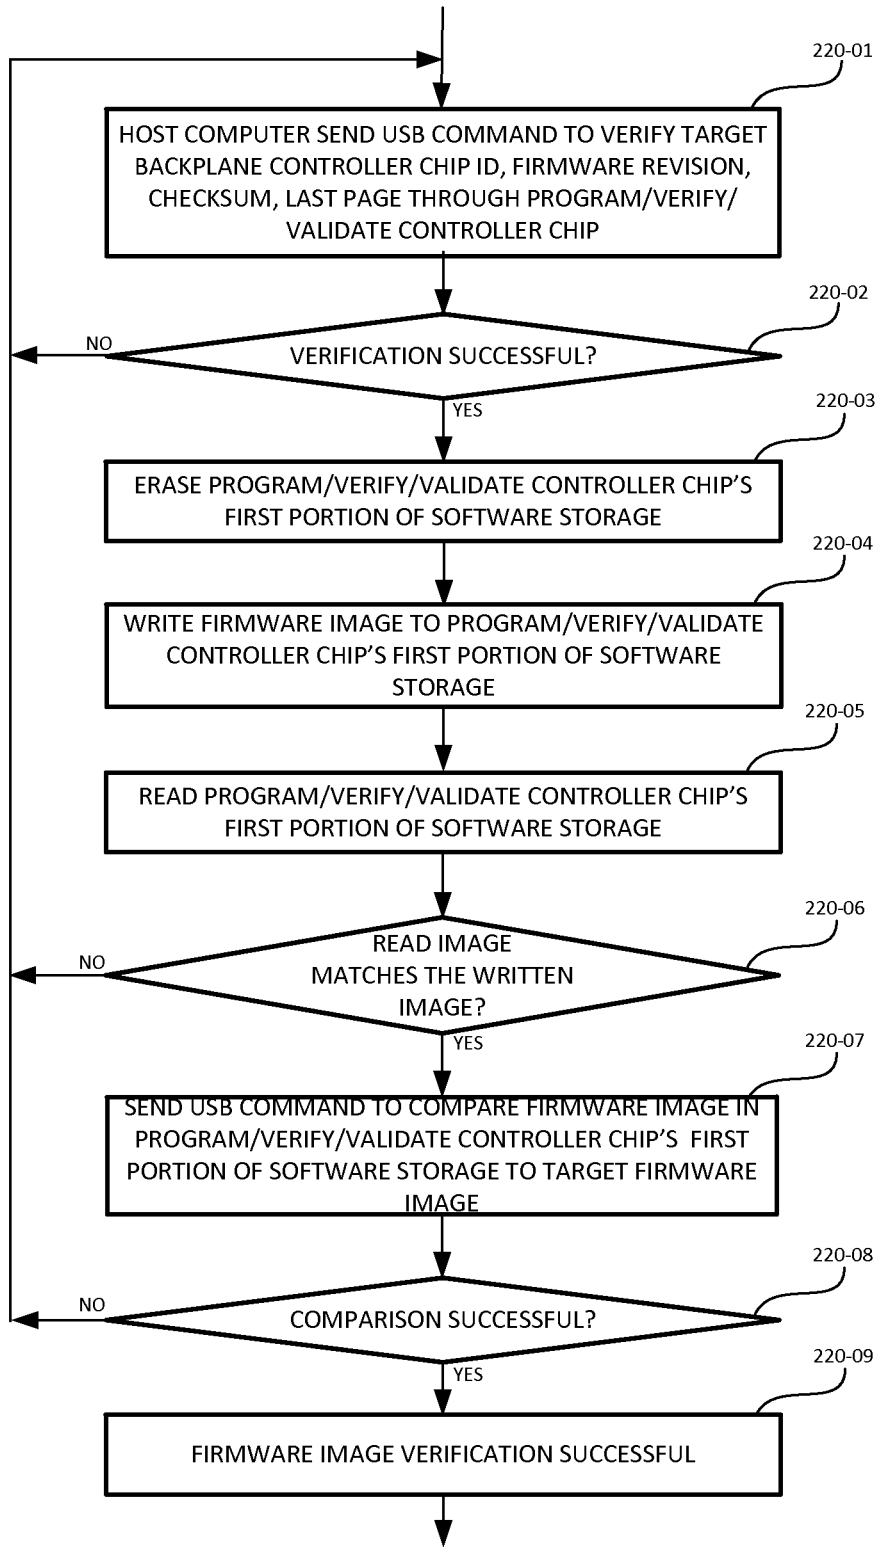 220-01
HOST COMPUTER SEND USB COMMAND TO VERIFY TARGET
BACKPLANE CONTROLLER CHIP ID, FIRMWARE REVISION,
CHECKSUM, LAST PAGE THROUGH PROGRAM/VERIFY/
VALIDATE CONTROLLER CHIP
220-02
NO
VERIFICATION SUCCESSFUL?
YES
220-03
ERASE PROGRAM/VERIFY/VALIDATE CONTROLLER CHIP’S
FIRST PORTION OF SOFTWARE STORAGE
220-04
WRITE FIRMWARE IMAGE TO PROGRAM/VERIFY/VALIDATE
CONTROLLER CHIP’S FIRST PORTION OF SOFTWARE
STORAGE
220-05
READ PROGRAM/VERIFY/VALIDATE CONTROLLER CHIP’S
FIRST PORTION OF SOFTWARE STORAGE
220-06
NO
READ IMAGE
MATCHES THE WRITTEN
IMAGE?
YES
220-07
SEND USB COMMAND TO COMPARE FIRMWARE IMAGE IN
PROGRAM/VERIFY/VALIDATE CONTROLLER CHIP’S FIRST
PORTION OF SOFTWARE STORAGE TO TARGET FIRMWARE
IMAGE
220-08
NO
COMPARISON SUCCESSFUL?
YES
220-09
FIRMWARE IMAGE VERIFICATION SUCCESSFUL